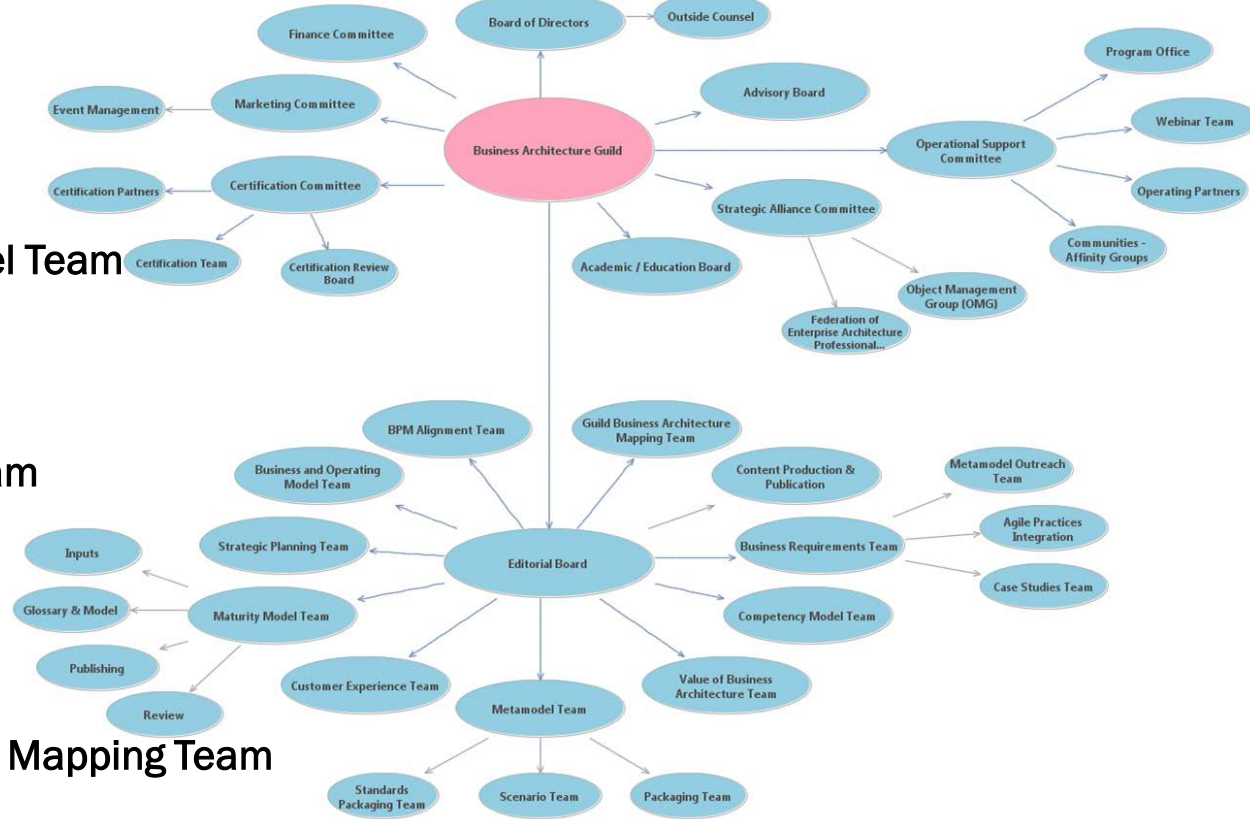 Board of Directors
Outside Counsel
Finance Committee
Program Office
Advisory Board
Marketing Committee
Event Management
Webinar Team
Business Architecture Guild
Operational Support
Committee
Certification Committee
Certification Partners
Operating Partners
Strategic Alliance Committee
Communities -
Affinity Groups
el Team
Certification Team
Certification Review
Board
Academic / Education Board
Object Management
Group (OMG)
Federation of
Enterprise Architecture
Professional...
BPM Alignment Team
Guild Business Architecture
Mapping Team
am
Business and Operating
Model Team
Content Production &
Publication
Metamodel Outreach
Team
Agile Practices
Integration
Inputs
Strategic Planning Team
Editorial Board
Business Requirements Team
Case Studies Team
Glossary & Model
Maturity Model Team
Competency Model Team
Publishing
Customer Experience Team
Value of Business
Architecture Team
Review
Metamodel Team
Mapping Team
Standards
Packaging Team
Scenario Team
Packaging Team